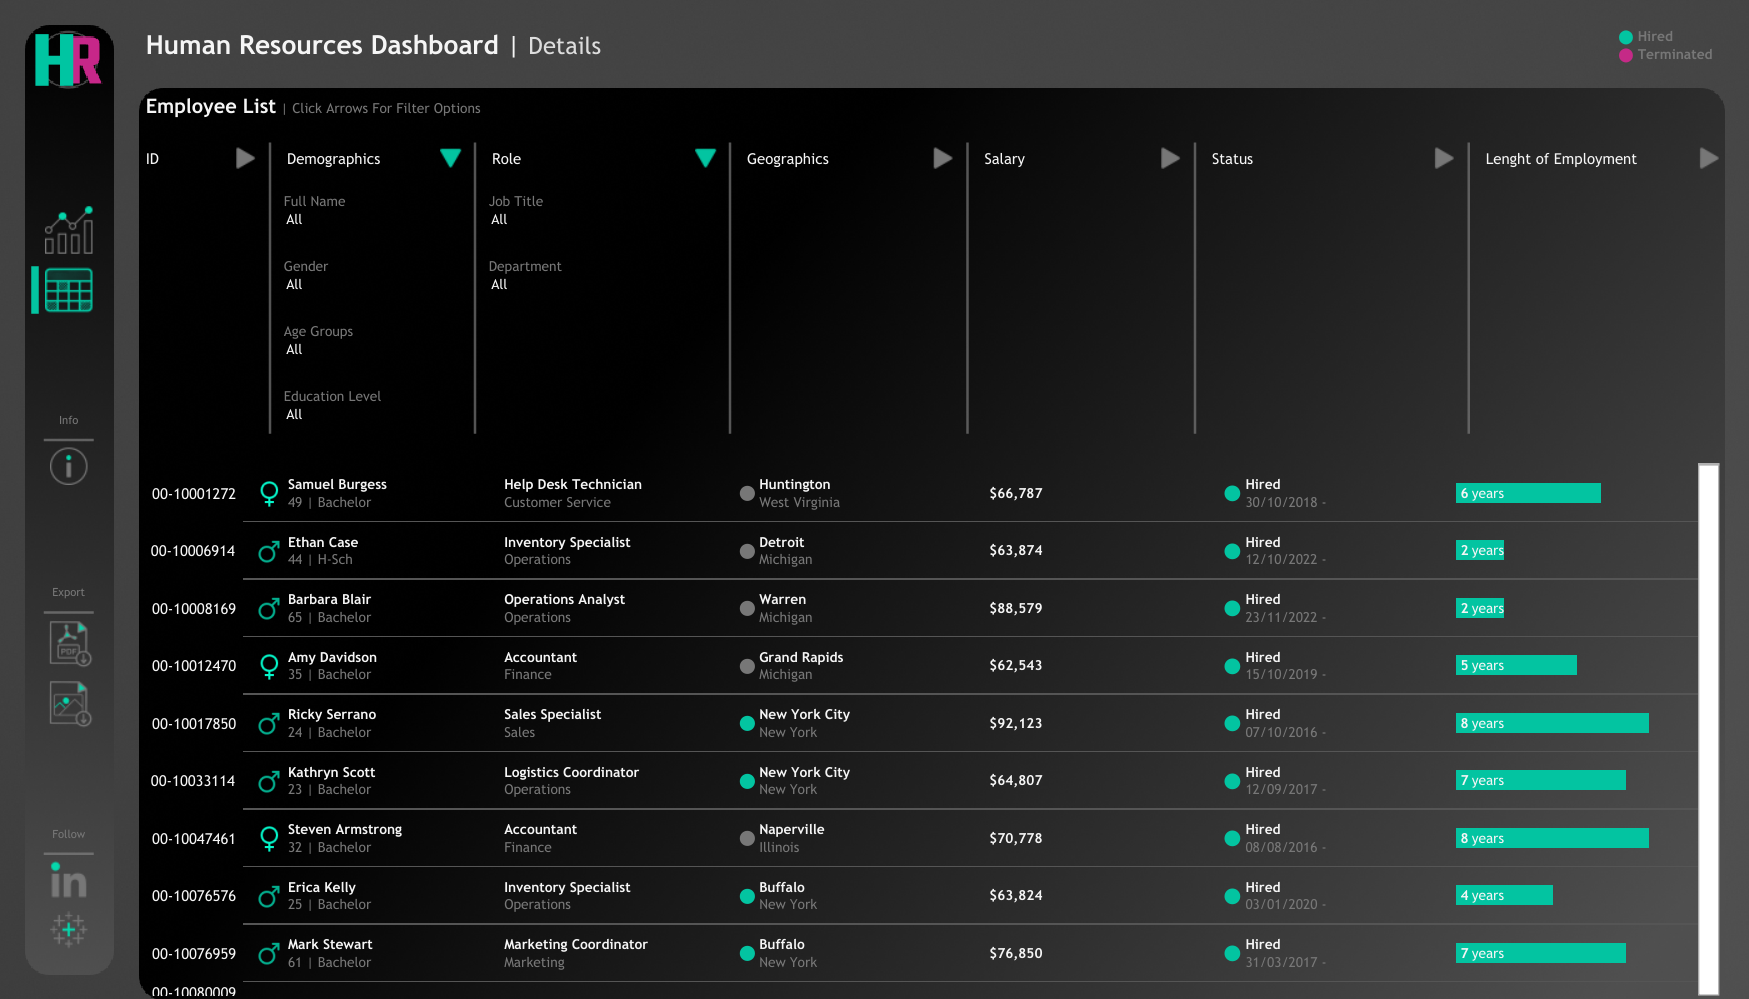 HR
Human Resources Dashboard | Details
Hired
Terminated
Employee List | Click Arrows For Filter Options
ID
Demographics
Role
Geographics
Salary
Status
Lenght of Employment
Full Name
All
Job Title
All
Gender
All
Department
All
Age Groups
All
Education Level
All
Info
Export
PDF
Follow
in
00-10001272 Samuel Burgess Help Desk Technician Huntington $66,787 Hired 6 years
49 | Bachelor Customer Service West Virginia 30/10/2018 -
00-10006914 Ethan Case Inventory Specialist Detroit $63,874 Hired 2 years
44 | H-Sch Operations Michigan 12/10/2022 -
00-10008169 Barbara Blair Operations Analyst Warren $88,579 Hired 2 years
65 | Bachelor Operations Michigan 23/11/2022 -
00-10012470 Amy Davidson Accountant Grand Rapids $62,543 Hired 5 years
35 | Bachelor Finance Michigan 15/10/2019 -
00-10017850 Ricky Serrano Sales Specialist New York City $92,123 Hired 8 years
24 | Bachelor Sales New York 07/10/2016 -
00-10033114 Kathryn Scott Logistics Coordinator New York City $64,807 Hired 7 years
23 | Bachelor Operations New York 12/09/2017 -
00-10047461 Steven Armstrong Accountant Naperville $70,778 Hired 8 years
32 | Bachelor Finance Illinois 08/08/2016 -
00-10076576 Erica Kelly Inventory Specialist Buffalo $63,824 Hired 4 years
25 | Bachelor Operations New York 03/01/2020 -
00-10076959 Mark Stewart Marketing Coordinator Buffalo $76,850 Hired 7 years
61 | Bachelor Marketing New York 31/03/2017 -
00-10080009